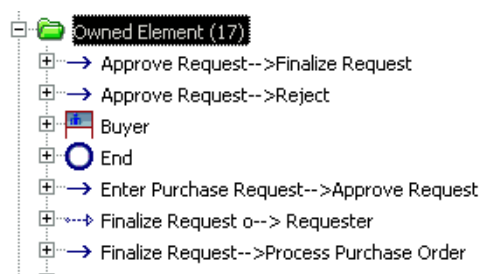 Owned Element (17)
Approve Request-->Finalize Request
Approve Request-->Reject
Buyer
End
Enter Purchase Request-->Approve Request
Finalize Request o--> Requester
Finalize Request-->Process Purchase Order